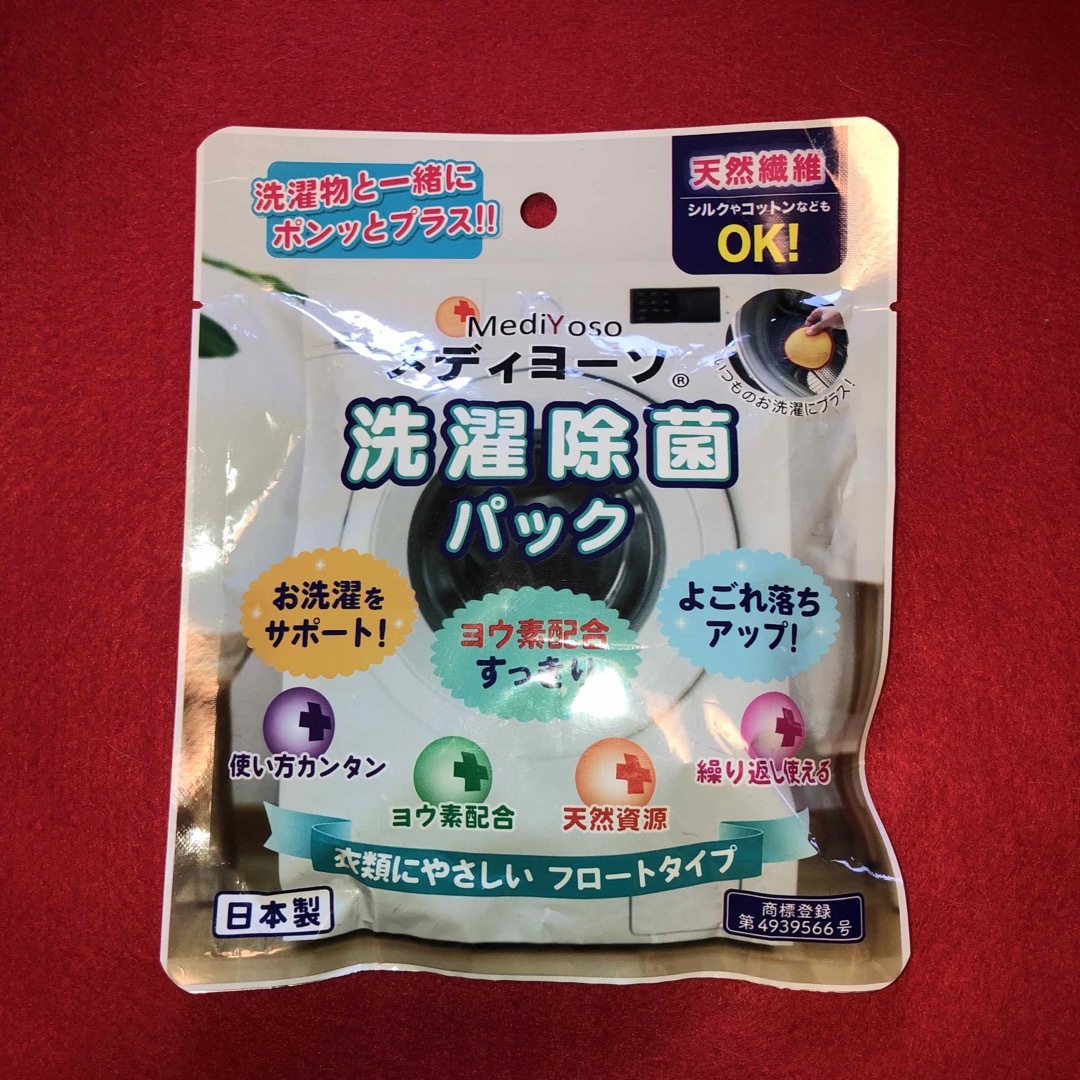 洗濯物と一緒に
ポンッとプラス!!
天然繊維
シルクやコットンなども
OK!
MediYoso
メディヨーソ®
いつものお洗濯にプラス!
洗濯除菌
パック
お洗濯を
サポート!
ヨウ素配合
すっきり
よごれ落ち
アップ!
使い方カンタン
ヨウ素配合
天然資源
繰り返し使える
衣類にやさしい フロートタイプ
日本製
商標登録
第4939566号